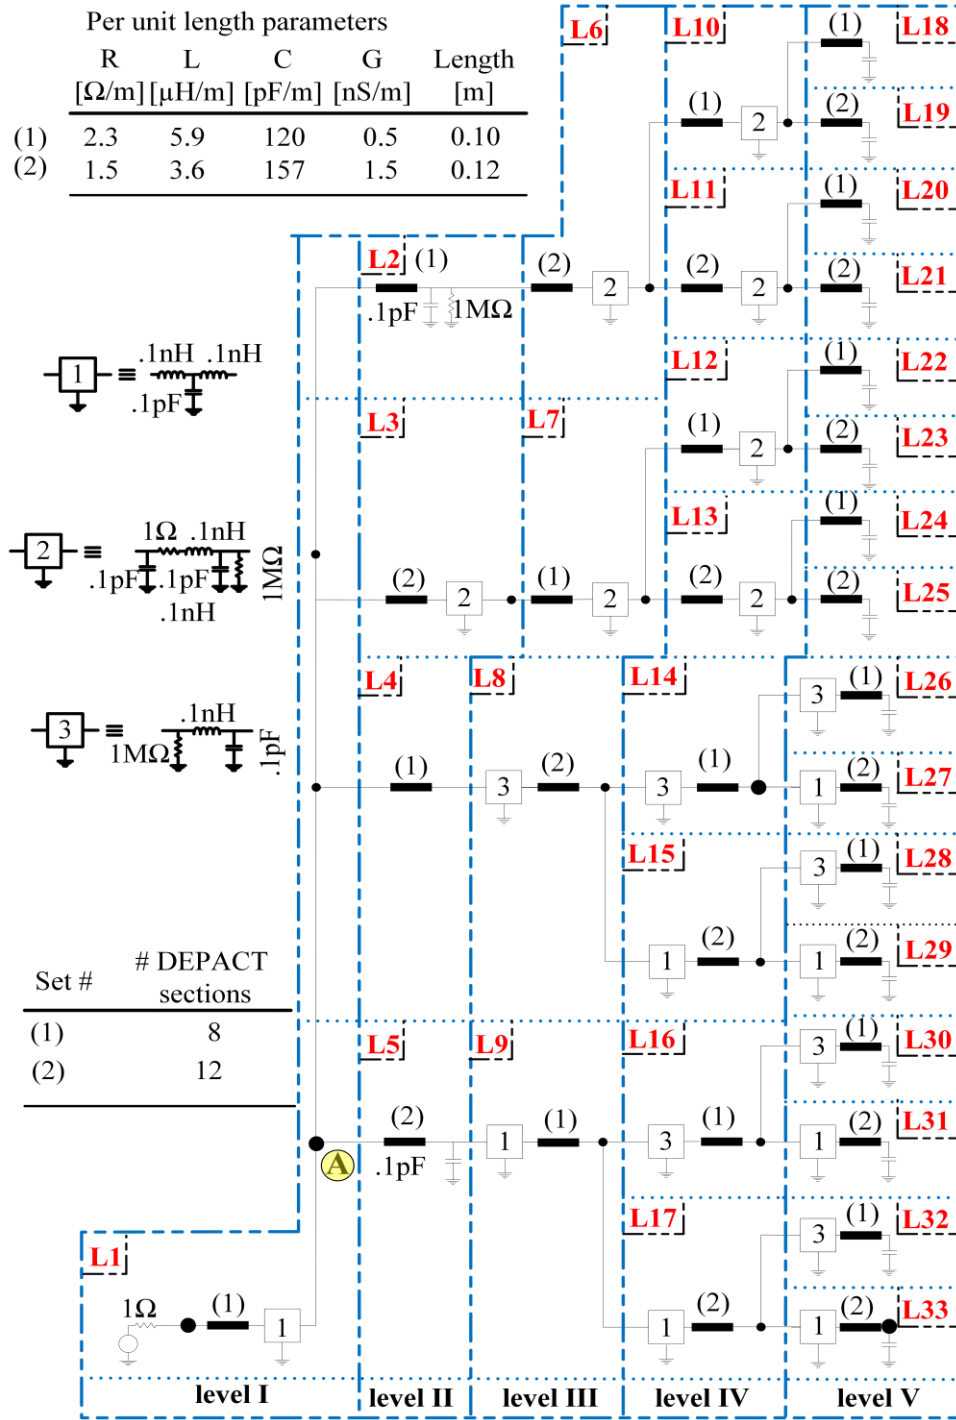 Per unit length parameters
R L C G Length
[Ω/m] [µH/m] [pF/m] [nS/m] [m]
(1) 2.3 5.9 120 0.5 0.10
(2) 1.5 3.6 157 1.5 0.12
L6
L10
(1)
L18
(1)
2
(2)
L19
L11
(1)
L20
L2
(1)
.1pF
1MΩ
(2)
2
(2)
2
(2)
L21
1
.1nH .1nH
.1pF
L12
(1)
L22
L3
L7
(1)
2
(2)
L23
2
1Ω
.1nH
.1pF
.1pF
1MΩ
.1nH
L13
(1)
L24
(2)
2
(1)
2
(2)
2
(2)
L25
L4
L8
L14
3
(1)
L26
3
.1nH
1MΩ
.1pF
(1)
3
(2)
3
(1)
1
(2)
L27
L15
3
(1)
L28
1
(2)
1
(2)
L29
Set # # DEPACT
sections
(1) 8
(2) 12
L5
L9
L16
3
(1)
L30
A
(2)
.1pF
1
(1)
3
(1)
1
(2)
L31
L17
3
(1)
L32
L1
1Ω
(1)
1
1
(2)
1
(2)
L33
level I level II level III level IV level V